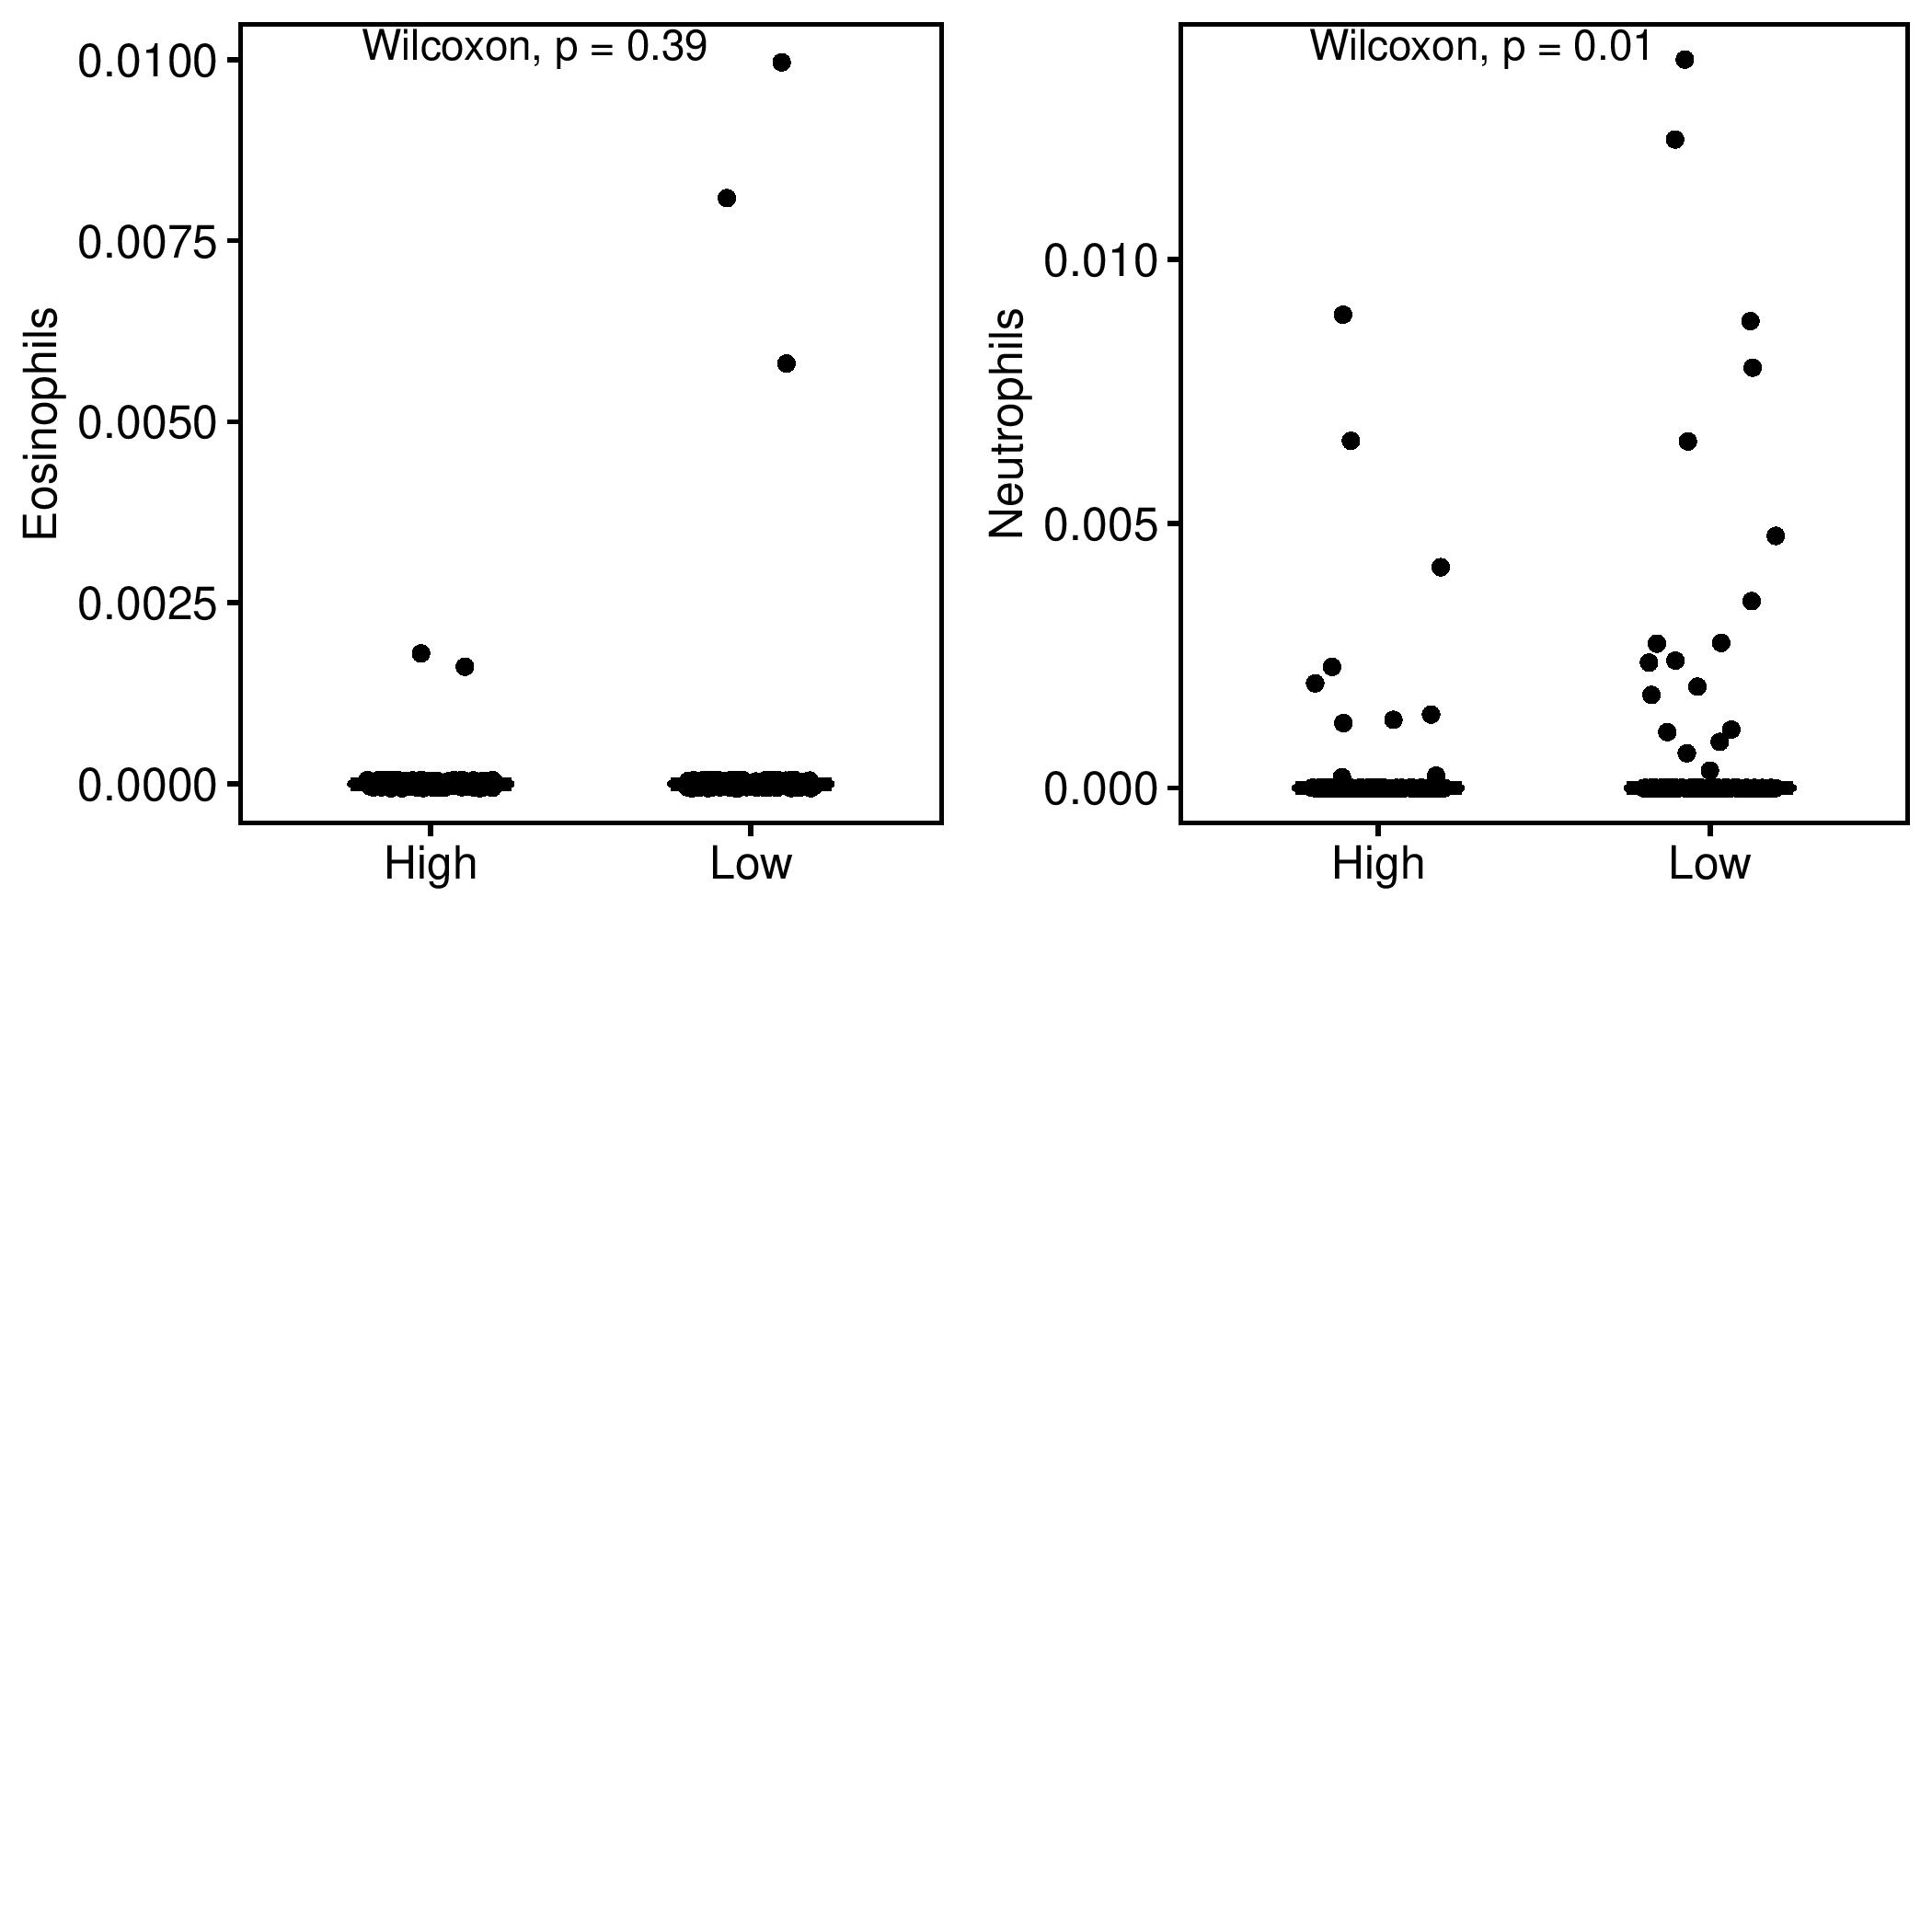 Wilcoxon, p = 0.39
Eosinophils
0.0100
0.0075
0.0050
0.0025
0.0000
High Low
Wilcoxon, p = 0.01
Neutrophils
0.010
0.005
0.000
High Low